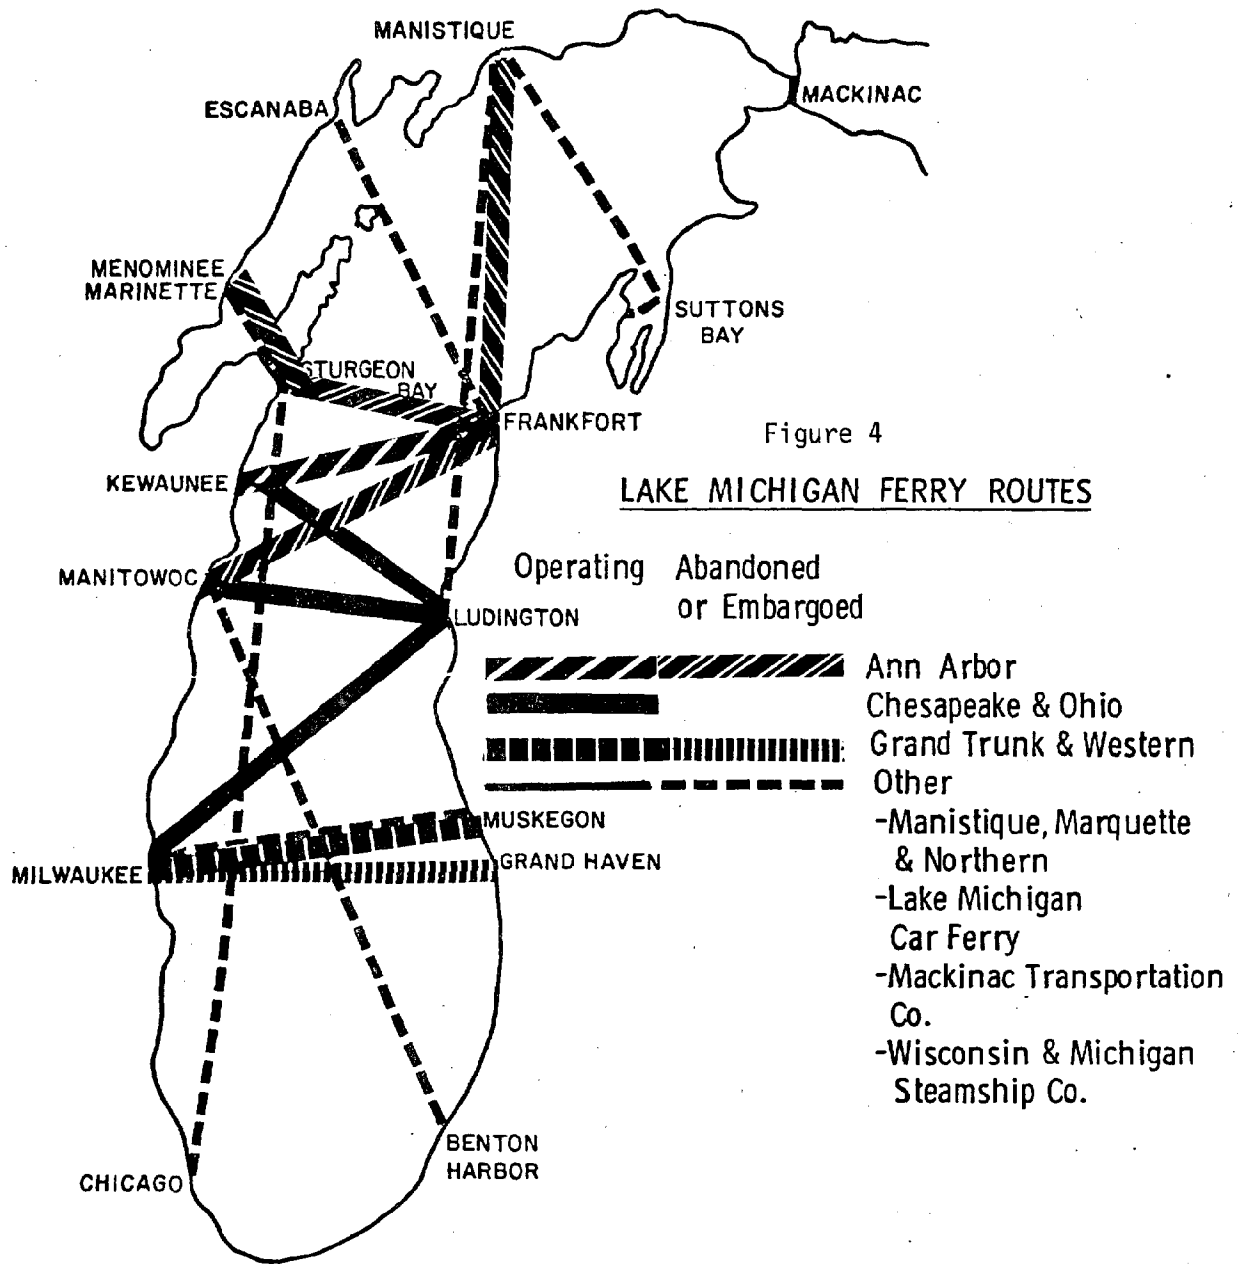 MANISTIQUE
ESCANABA
MACKINAC
MENOMINEE
MARINETTE
SUTTONS
BAY
STURGEON
BAY
FRANKFORT
Figure 4
KEWAUNEE
LAKE MICHIGAN FERRY ROUTES
MANITOWOC
Operating Abandoned
or Embargoed
LUDINGTON
Ann Arbor
Chesapeake & Ohio
Grand Trunk & Western
Other
-Manistique, Marquette
& Northern
-Lake Michigan
Car Ferry
-Mackinac Transportation
Co.
-Wisconsin & Michigan
Steamship Co.
MUSKEGON
GRAND HAVEN
MILWAUKEE
BENTON
HARBOR
CHICAGO